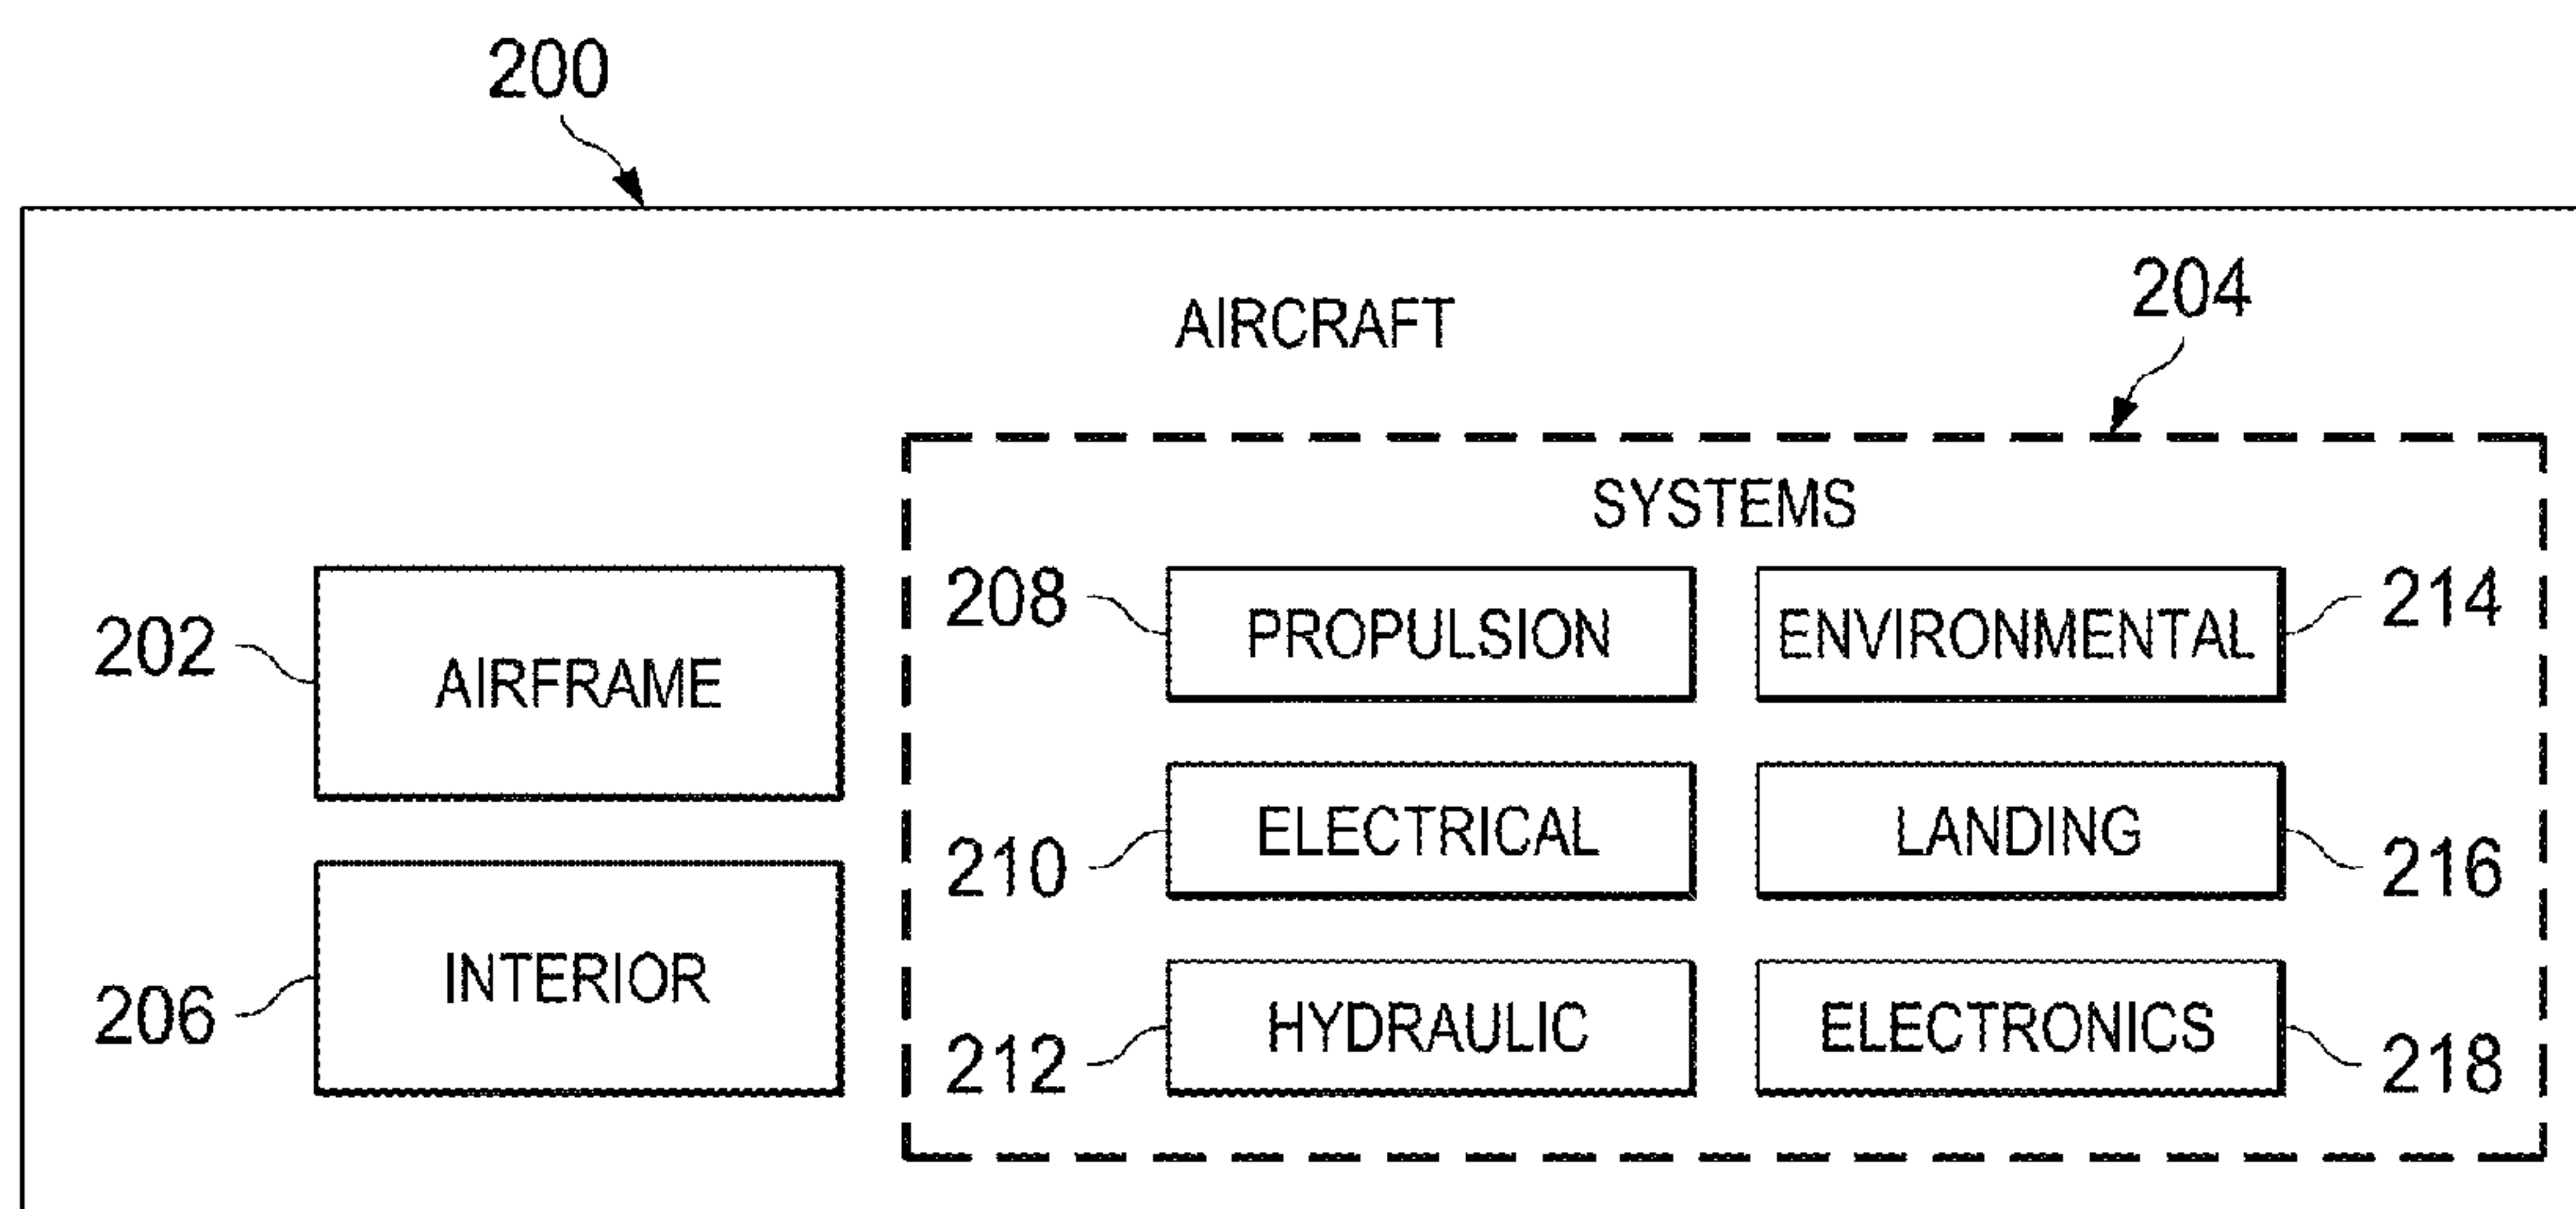 200
AIRCRAFT
204
SYSTEMS
202
AIRFRAME
206
INTERIOR
208
PROPULSION
ENVIRONMENTAL
214
210
ELECTRICAL
LANDING
216
212
HYDRAULIC
ELECTRONICS
218